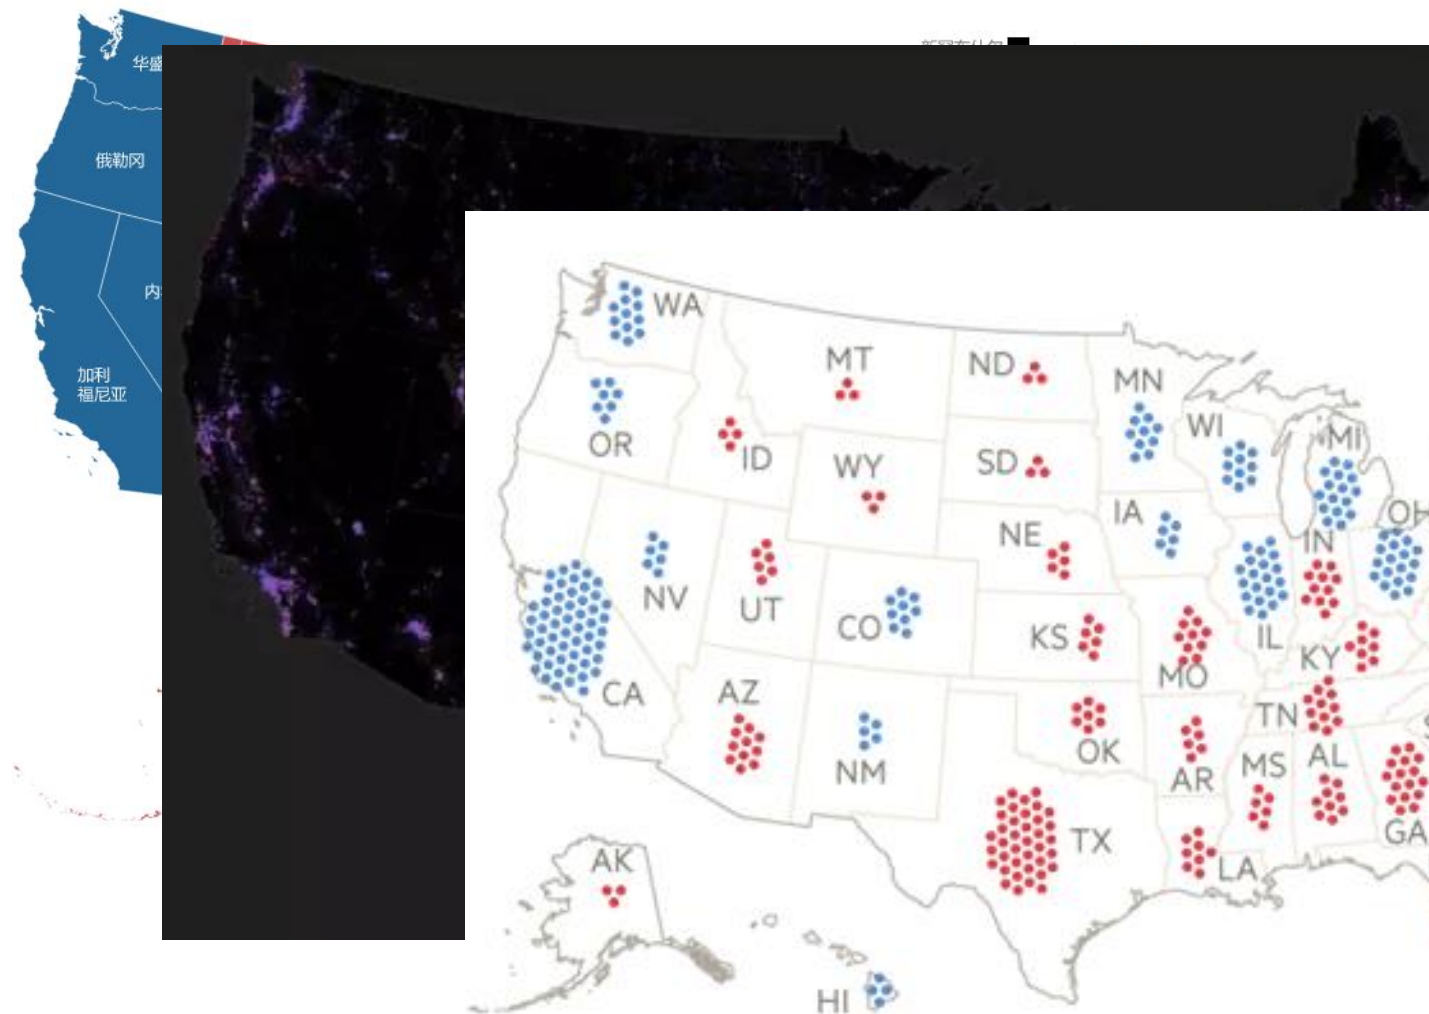 华盛
俄勒冈
内
加利
福尼亚
WA
MT
ND
MN
OR
ID
WY
SD
WI
Mi
NE
IA
OH
NV
UT
CO
KS
IL
IN
KY
MO
CA
AZ
NM
OK
TN
AR
MS
AL
TX
LA
GA
AK
HI